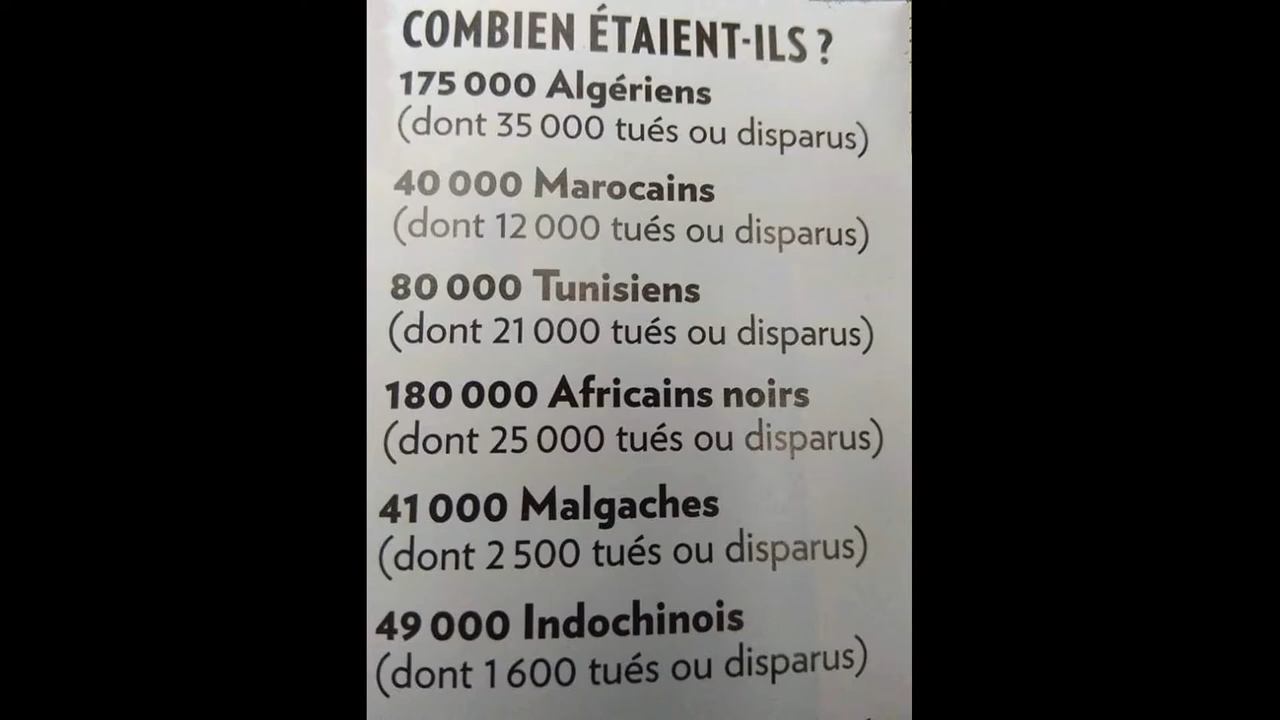 COMBIEN ÉTAIENT-ILS ?
175 000 Algériens
(dont 35 000 tués ou disparus)
40 000 Marocains
(dont 12 000 tués ou disparus)
80 000 Tunisiens
(dont 21 000 tués ou disparus)
180 000 Africains noirs
(dont 25 000 tués ou disparus)
41 000 Malgaches
(dont 2 500 tués ou disparus)
49 000 Indochinois
(dont 1 600 tués ou disparus)